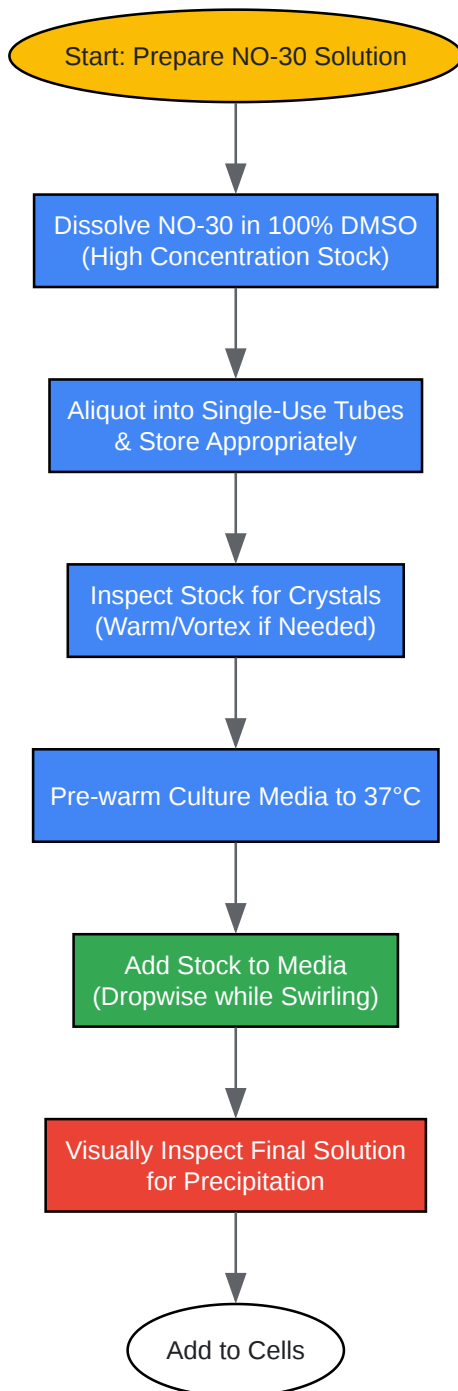 Start: Prepare NO-30 Solution
Dissolve NO-30 in 100% DMSO
(High Concentration Stock)
Aliquot into Single-Use Tubes
& Store Appropriately
Inspect Stock for Crystals
(Warm/Vortex if Needed)
Pre-warm Culture Media to 37°C
Add Stock to Media
(Dropwise while Swirling)
Visually Inspect Final Solution
for Precipitation
Add to Cells